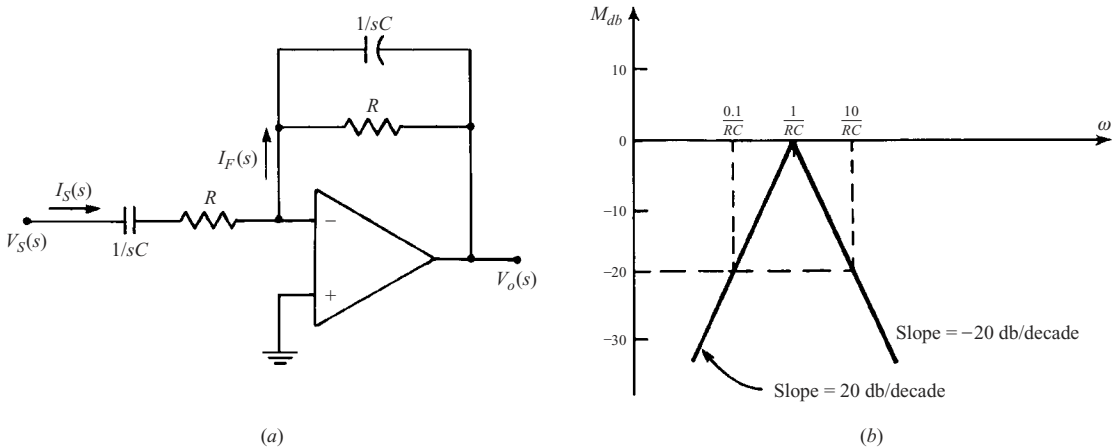 1/sC
R
I_F(s)
I_S(s)
R
V_S(s)
1/sC
−
+
V_o(s)
(a)
M_db
10
0.1/RC
1/RC
10/RC
ω
0
−10
−20
−30
Slope = −20 db/decade
Slope = 20 db/decade
(b)